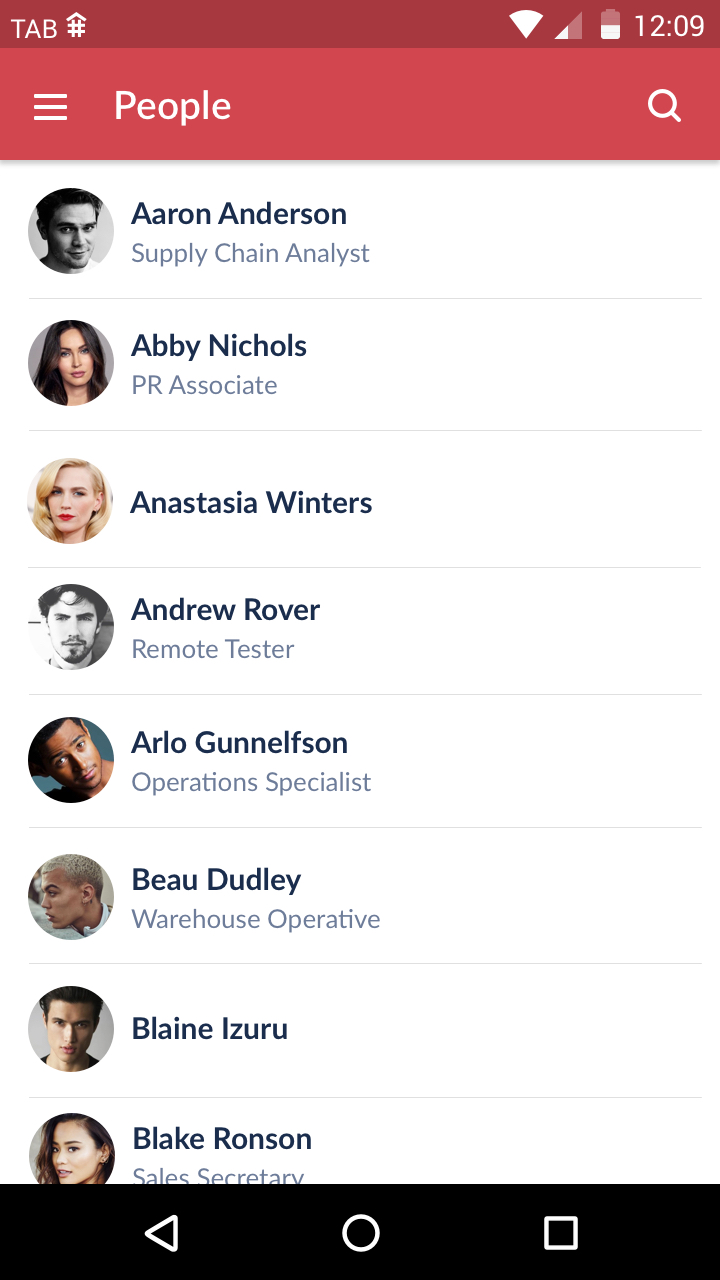 TAB 12:09
People
Aaron Anderson
Supply Chain Analyst
Abby Nichols
PR Associate
Anastasia Winters
Andrew Rover
Remote Tester
Arlo Gunnelfson
Operations Specialist
Beau Dudley
Warehouse Operative
Blaine Izuru
Blake Ronson
Sales Secretary